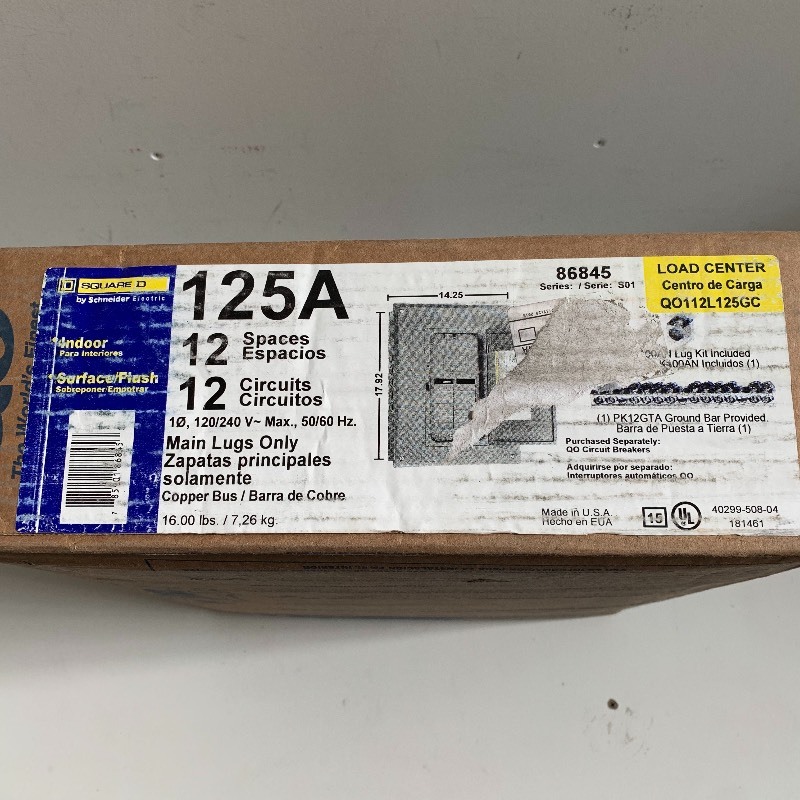 SQUARE D
by Schneider Electric
Indoor
Para Interiores
Surface/Flush
Sobreponer/Empotrar
125A
12 Spaces
Espacios
12 Circuits
Circuitos
1Ø, 120/240 V~ Max., 50/60 Hz.
Main Lugs Only
Zapatas principales
solamente
Copper Bus / Barra de Cobre
16.00 lbs. / 7,26 kg.
14.25
17.92
86845
Series: / Serie: S01
LOAD CENTER
Centro de Carga
QO112L125GC
Lug Kit Included
Incluidos (1)
(1) PK12GTA Ground Bar Provided.
Barra de Puesta a Tierra (1)
Purchased Separately:
QO Circuit Breakers
Adquirirse por separado:
Interruptores automáticos QO
Made in U.S.A.
Hecho en EUA
15
UL
40299-508-04
181461
The World's Finest